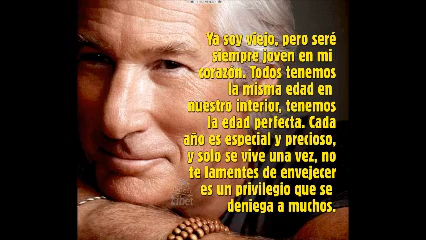 Ya soy viejo, pero seré
siempre joven en mi
corazón. Todos tenemos
la misma edad en
nuestro interior, tenemos
la edad perfecta. Cada
año es especial y precioso,
y solo se vive una vez, no
te lamentes de envejecer
es un privilegio que se
deniega a muchos.
tibet